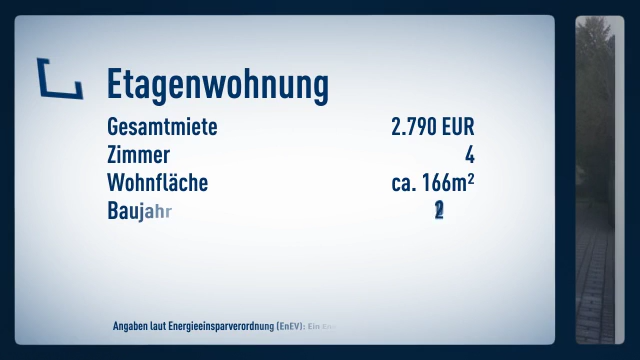 Etagenwohnung
Gesamtmiete 2.790 EUR
Zimmer 4
Wohnfläche ca. 166m²
Baujahr
Angaben laut Energieeinsparverordnung (EnEV): Ein